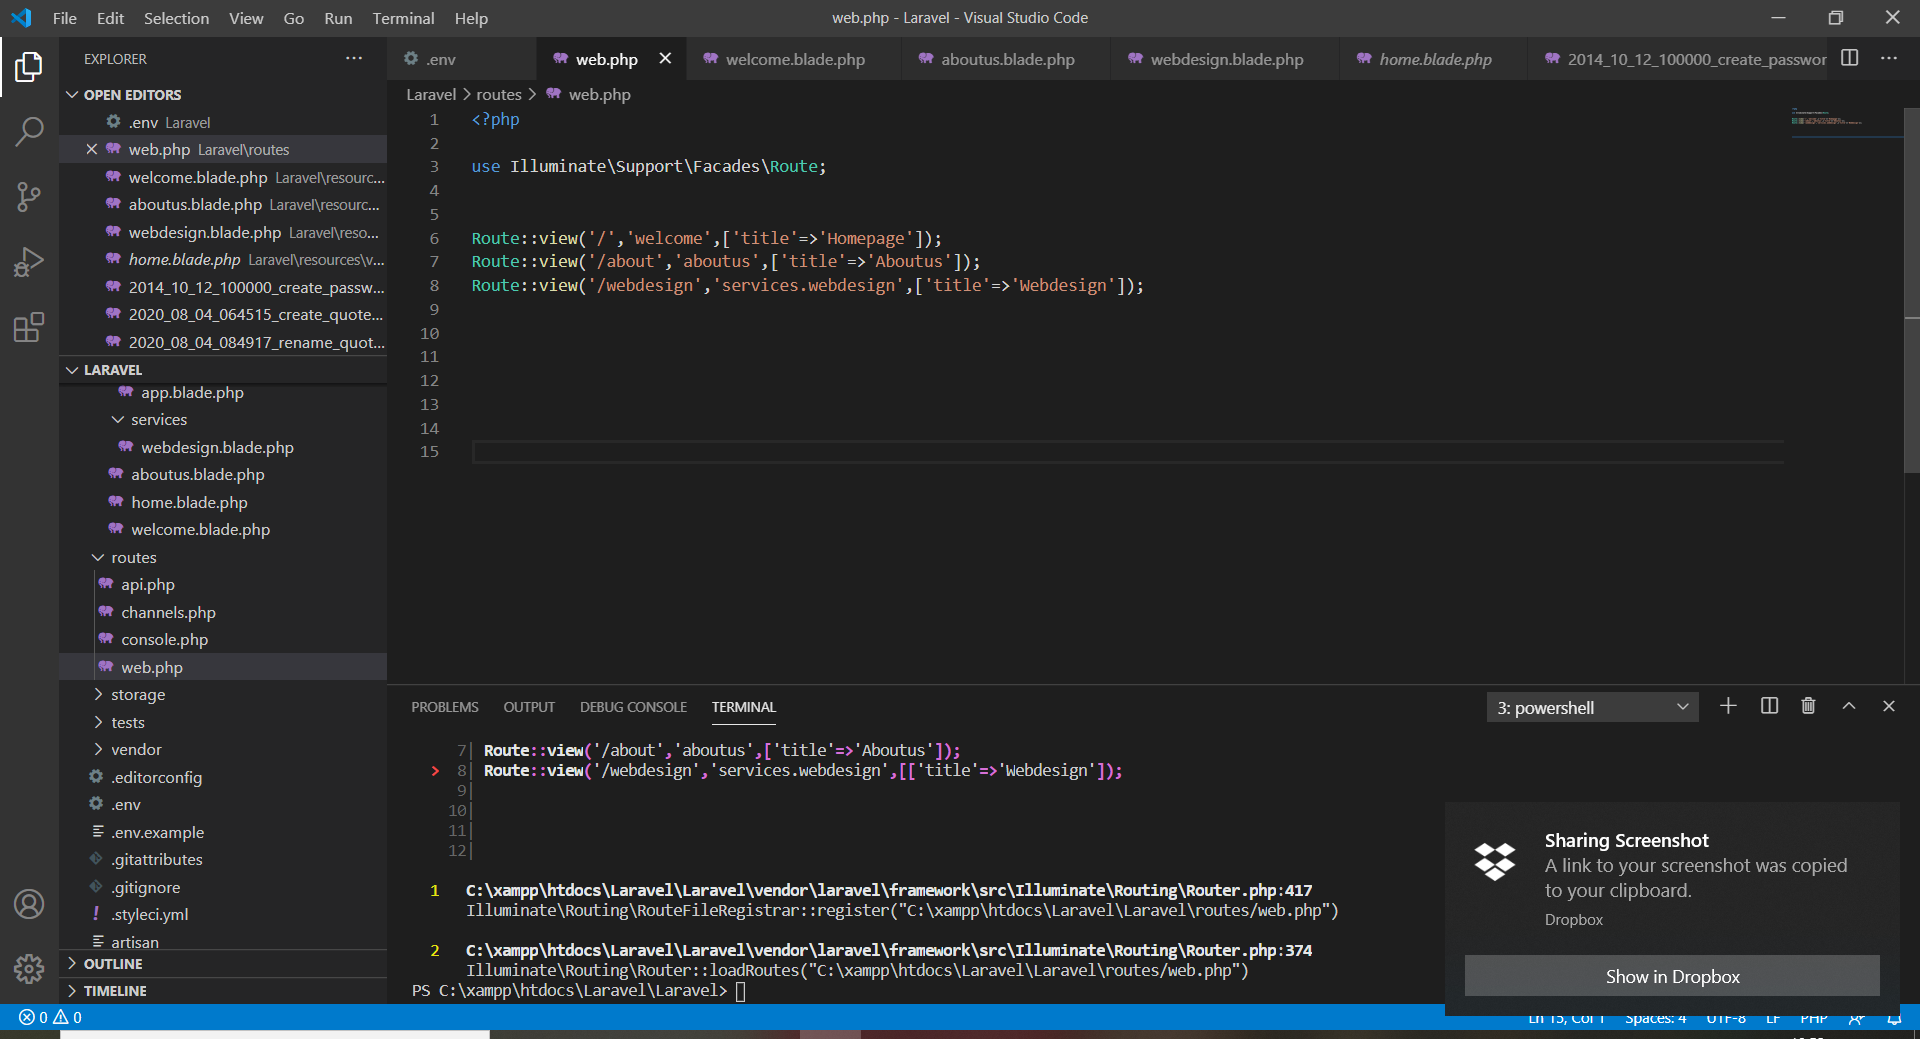 File Edit Selection View Go Run Terminal Help
web.php - Laravel - Visual Studio Code
EXPLORER
OPEN EDITORS
.env Laravel
web.php Laravel\routes
welcome.blade.php Laravel\resourc...
aboutus.blade.php Laravel\resourc...
webdesign.blade.php Laravel\reso...
home.blade.php Laravel\resources\v...
2014_10_12_100000_create_passw...
2020_08_04_064515_create_quote...
2020_08_04_084917_rename_quot...
LARAVEL
app.blade.php
services
webdesign.blade.php
aboutus.blade.php
home.blade.php
welcome.blade.php
routes
api.php
channels.php
console.php
web.php
storage
tests
vendor
.editorconfig
.env
.env.example
.gitattributes
.gitignore
.styleci.yml
artisan
OUTLINE
TIMELINE
.env web.php welcome.blade.php aboutus.blade.php webdesign.blade.php home.blade.php 2014_10_12_100000_create_passwor
Laravel > routes > web.php
1 <?php
2
3 use Illuminate\Support\Facades\Route;
4
5
6 Route::view('/','welcome',['title'=>'Homepage']);
7 Route::view('/about','aboutus',['title'=>'Aboutus']);
8 Route::view('/webdesign','services.webdesign',['title'=>'Webdesign']);
9
10
11
12
13
14
15
PROBLEMS OUTPUT DEBUG CONSOLE TERMINAL
3: powershell
7| Route::view('/about','aboutus',['title'=>'Aboutus']);
> 8| Route::view('/webdesign','services.webdesign',[['title'=>'Webdesign']);
9|
10|
11|
12|
1 C:\xampp\htdocs\Laravel\Laravel\vendor\laravel\framework\src\Illuminate\Routing\Router.php:417
Illuminate\Routing\RouteFileRegistrar::register("C:\xampp\htdocs\Laravel\Laravel\routes/web.php")
2 C:\xampp\htdocs\Laravel\Laravel\vendor\laravel\framework\src\Illuminate\Routing\Router.php:374
Illuminate\Routing\Router::loadRoutes("C:\xampp\htdocs\Laravel\Laravel\routes/web.php")
PS C:\xampp\htdocs\Laravel\Laravel>
Sharing Screenshot
A link to your screenshot was copied
to your clipboard.
Dropbox
Show in Dropbox
0 0
Ln 15, Col 1 Spaces: 4 UTF-8 LF PHP